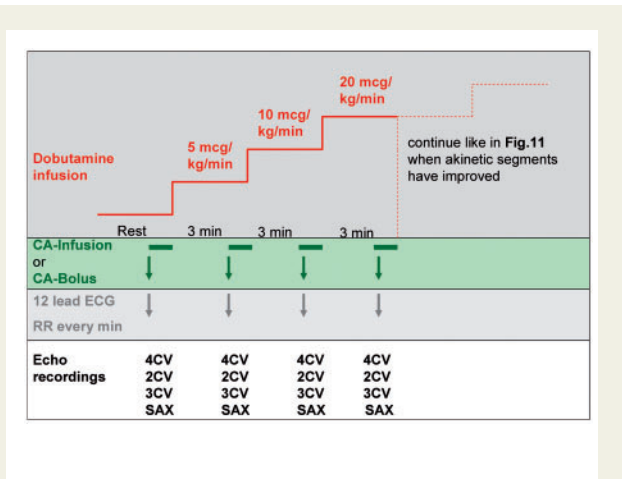 20 mcg/
kg/min
10 mcg/
kg/min
5 mcg/
kg/min
Dobutamine
infusion
continue like in Fig.11
when akinetic segments
have improved
Rest 3 min 3 min 3 min
CA-Infusion
or
CA-Bolus
12 lead ECG
RR every min
Echo 4CV 4CV 4CV 4CV
recordings 2CV 2CV 2CV 2CV
3CV 3CV 3CV 3CV
SAX SAX SAX SAX